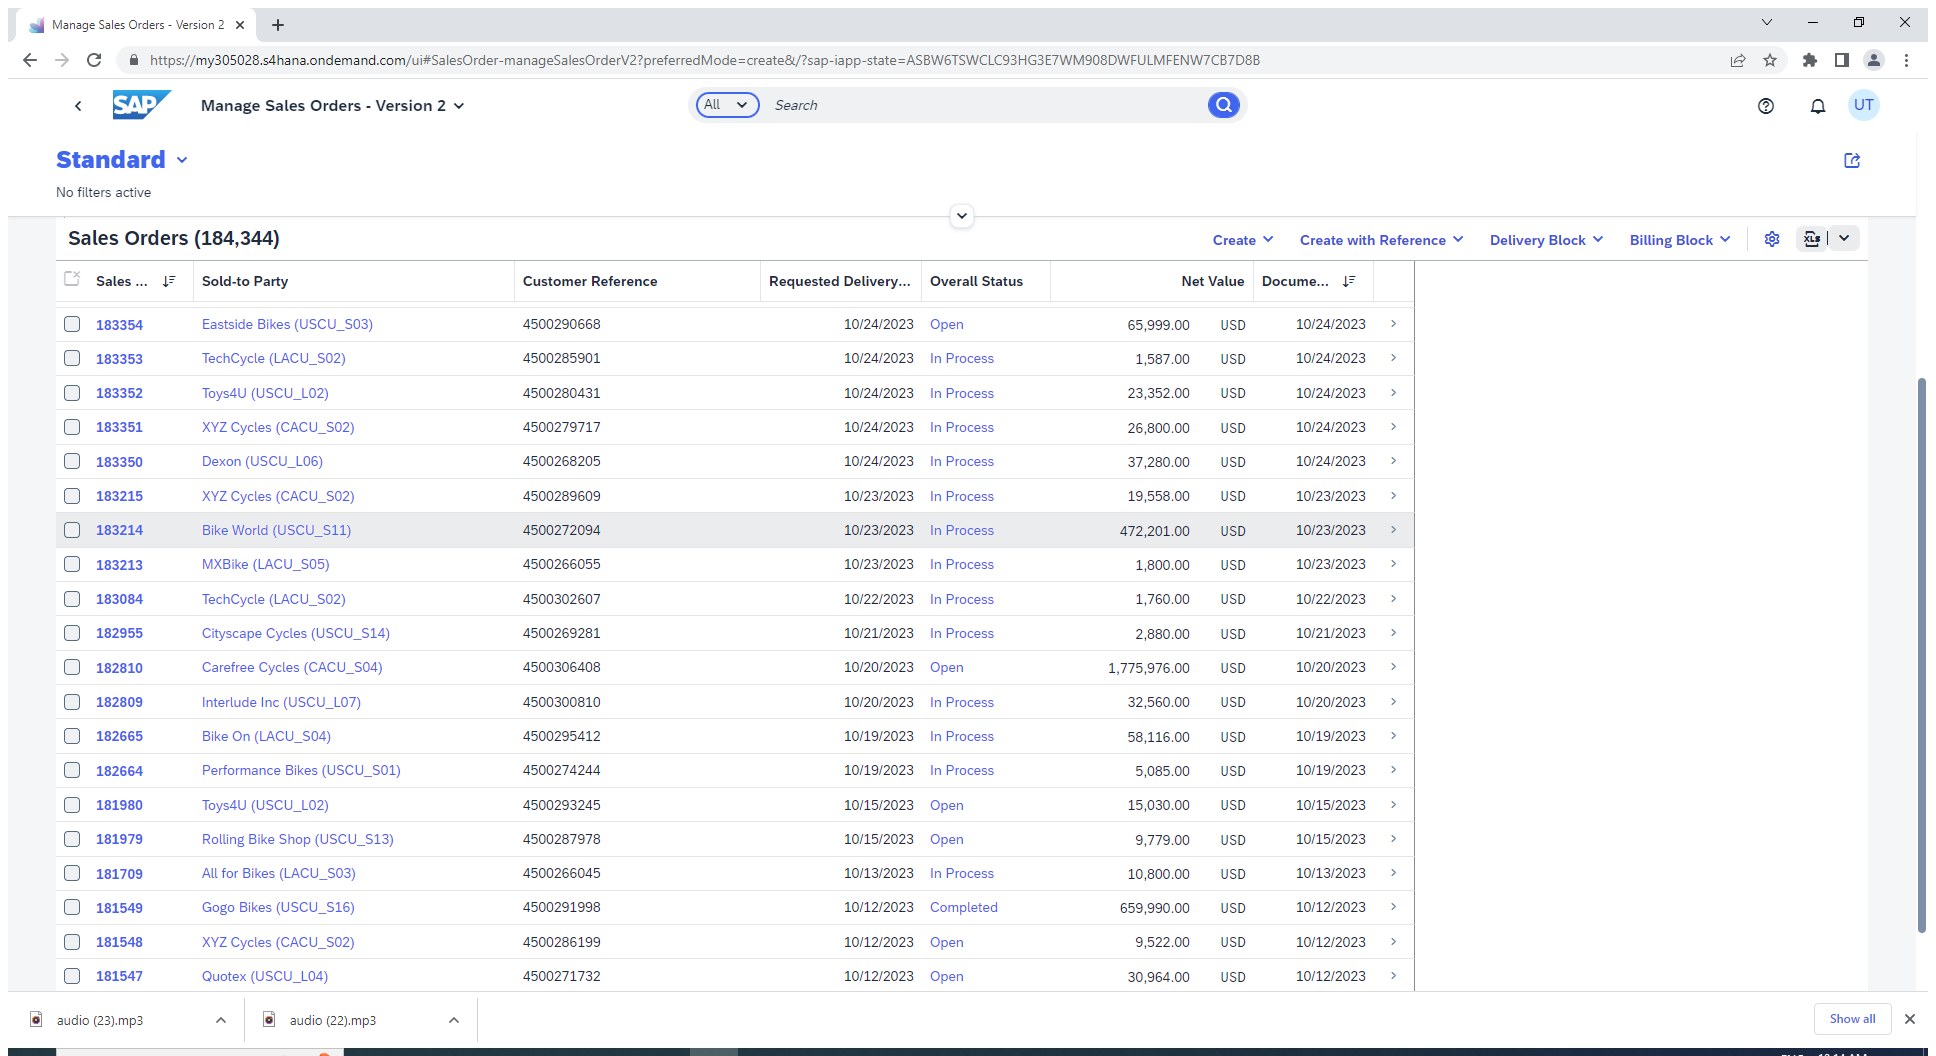 Manage Sales Orders - Version 2
https://my305028.s4hana.ondemand.com/ui#SalesOrder-manageSalesOrderV2?preferredMode=create&/?sap-iapp-state=ASBW6TSWCLC93HG3E7WM908DWFULMFENW7CB7D8B
SAP Manage Sales Orders - Version 2 All Search UT
Standard
No filters active
Sales Orders (184,344) Create Create with Reference Delivery Block Billing Block XLS
Sales ... Sold-to Party Customer Reference Requested Delivery... Overall Status Net Value Docume...
183354 Eastside Bikes (USCU_S03) 4500290668 10/24/2023 Open 65,999.00 USD 10/24/2023
183353 TechCycle (LACU_S02) 4500285901 10/24/2023 In Process 1,587.00 USD 10/24/2023
183352 Toys4U (USCU_L02) 4500280431 10/24/2023 In Process 23,352.00 USD 10/24/2023
183351 XYZ Cycles (CACU_S02) 4500279717 10/24/2023 In Process 26,800.00 USD 10/24/2023
183350 Dexon (USCU_L06) 4500268205 10/24/2023 In Process 37,280.00 USD 10/24/2023
183215 XYZ Cycles (CACU_S02) 4500289609 10/23/2023 In Process 19,558.00 USD 10/23/2023
183214 Bike World (USCU_S11) 4500272094 10/23/2023 In Process 472,201.00 USD 10/23/2023
183213 MXBike (LACU_S05) 4500266055 10/23/2023 In Process 1,800.00 USD 10/23/2023
183084 TechCycle (LACU_S02) 4500302607 10/22/2023 In Process 1,760.00 USD 10/22/2023
182955 Cityscape Cycles (USCU_S14) 4500269281 10/21/2023 In Process 2,880.00 USD 10/21/2023
182810 Carefree Cycles (CACU_S04) 4500306408 10/20/2023 Open 1,775,976.00 USD 10/20/2023
182809 Interlude Inc (USCU_L07) 4500300810 10/20/2023 In Process 32,560.00 USD 10/20/2023
182665 Bike On (LACU_S04) 4500295412 10/19/2023 In Process 58,116.00 USD 10/19/2023
182664 Performance Bikes (USCU_S01) 4500274244 10/19/2023 In Process 5,085.00 USD 10/19/2023
181980 Toys4U (USCU_L02) 4500293245 10/15/2023 Open 15,030.00 USD 10/15/2023
181979 Rolling Bike Shop (USCU_S13) 4500287978 10/15/2023 Open 9,779.00 USD 10/15/2023
181709 All for Bikes (LACU_S03) 4500266045 10/13/2023 In Process 10,800.00 USD 10/13/2023
181549 Gogo Bikes (USCU_S16) 4500291998 10/12/2023 Completed 659,990.00 USD 10/12/2023
181548 XYZ Cycles (CACU_S02) 4500286199 10/12/2023 Open 9,522.00 USD 10/12/2023
181547 Quotex (USCU_L04) 4500271732 10/12/2023 Open 30,964.00 USD 10/12/2023
audio (23).mp3 audio (22).mp3 Show all